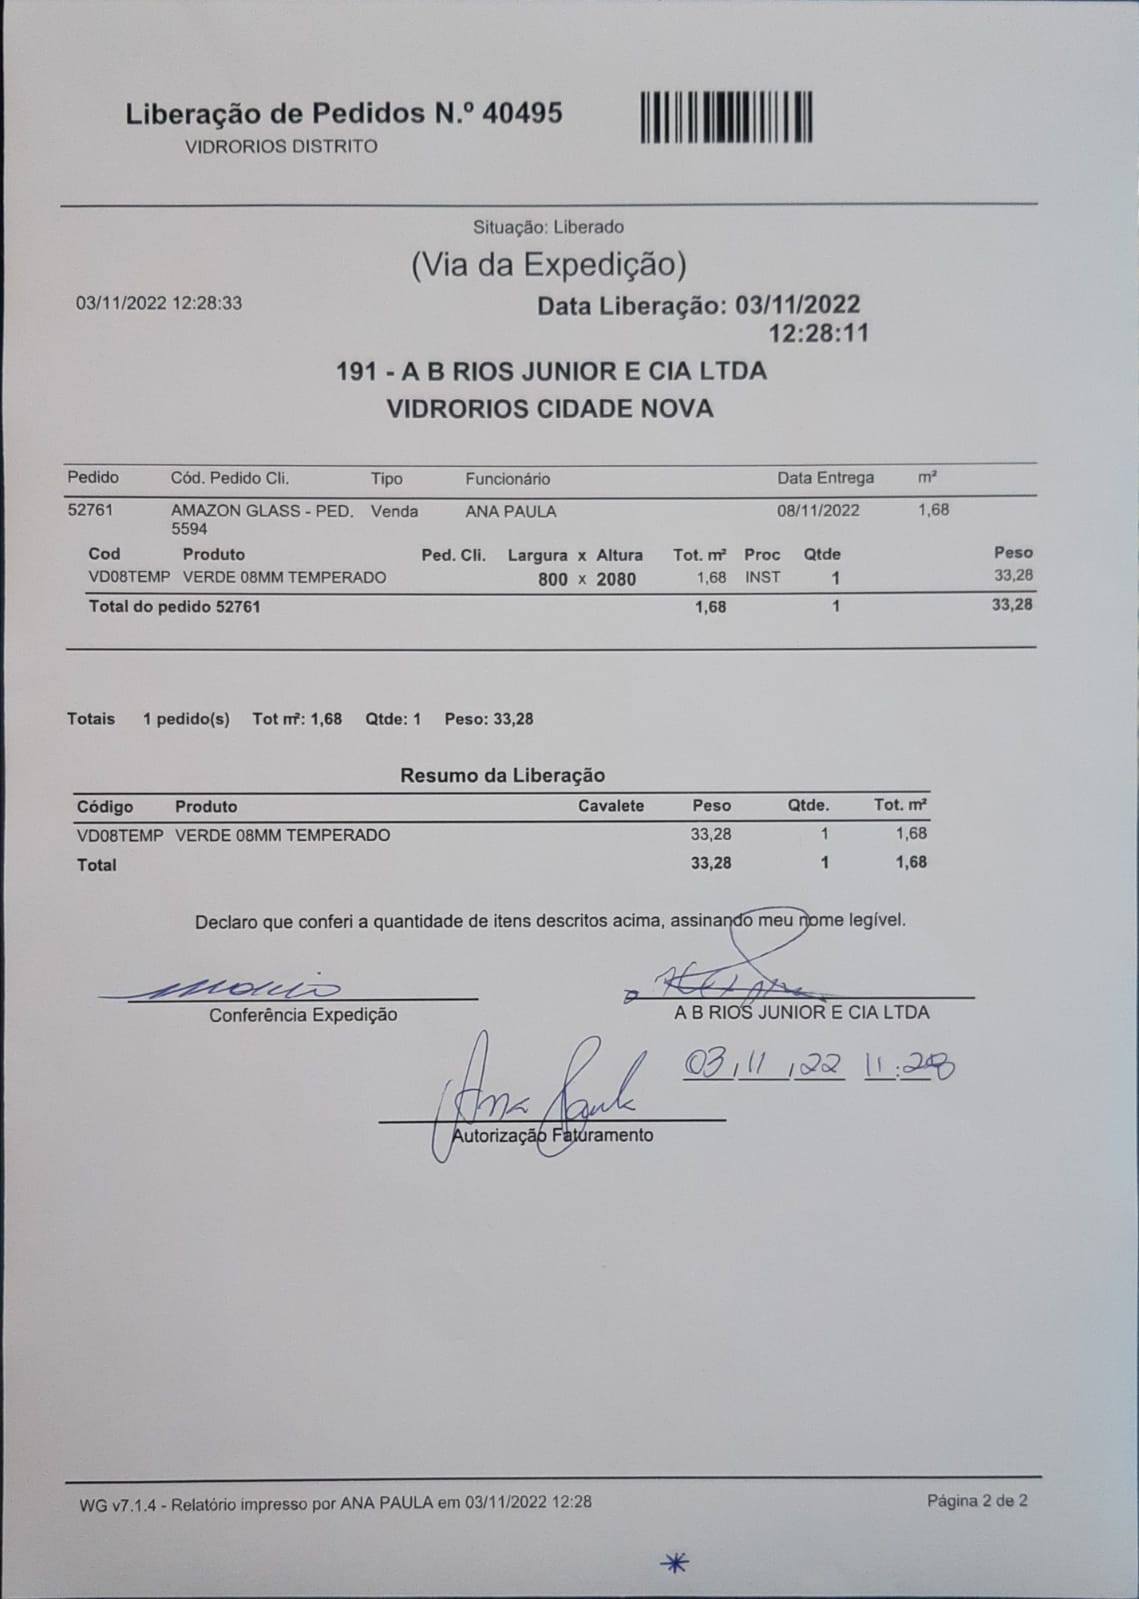 Liberação de Pedidos N.º 40495
VIDRORIOS DISTRITO
Situação: Liberado
(Via da Expedição)
03/11/2022 12:28:33 Data Liberação: 03/11/2022
12:28:11
191 - A B RIOS JUNIOR E CIA LTDA
VIDRORIOS CIDADE NOVA
Pedido Cód. Pedido Cli. Tipo Funcionário Data Entrega m²
52761 AMAZON GLASS - PED. Venda ANA PAULA 08/11/2022 1,68
5594
Cod Produto Ped. Cli. Largura x Altura Tot. m² Proc Qtde Peso
VD08TEMP VERDE 08MM TEMPERADO 800 x 2080 1,68 INST 1 33,28
Total do pedido 52761 1,68 1 33,28
Totais 1 pedido(s) Tot m²: 1,68 Qtde: 1 Peso: 33,28
Resumo da Liberação
Código Produto Cavalete Peso Qtde. Tot. m²
VD08TEMP VERDE 08MM TEMPERADO 33,28 1 1,68
Total 33,28 1 1,68
Declaro que conferi a quantidade de itens descritos acima, assinando meu nome legível.
Conferência Expedição A B RIOS JUNIOR E CIA LTDA
03,11,22 11:28
Ana Paula
Autorização Faturamento
WG v7.1.4 - Relatório impresso por ANA PAULA em 03/11/2022 12:28 Página 2 de 2